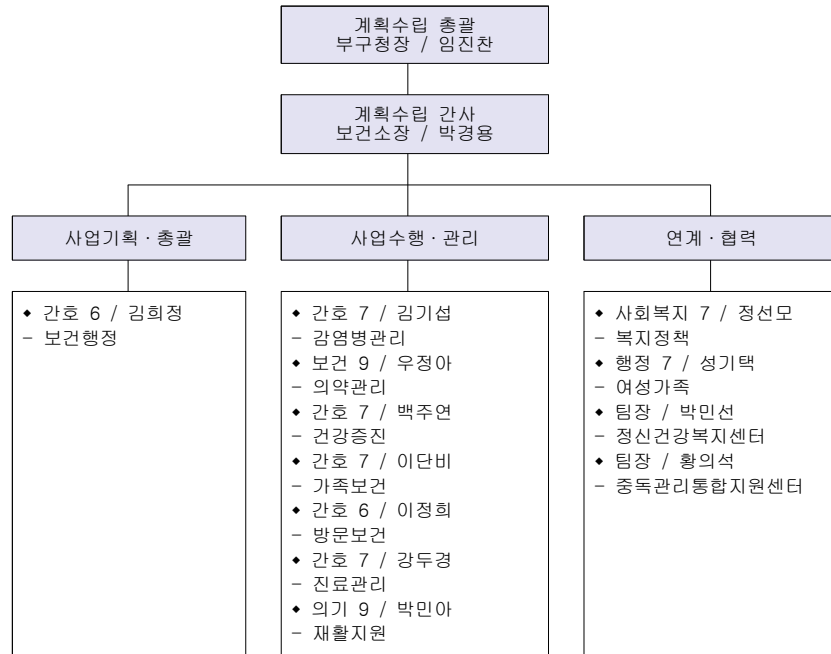 계획수립 총괄
부구청장 / 임진찬
계획수립 간사
보건소장 / 박경용
사업기획 · 총괄
◆ 간호 6 / 김희정
– 보건행정
사업수행 · 관리
◆ 간호 7 / 김기섭
– 감염병관리
◆ 보건 9 / 우정아
– 의약관리
◆ 간호 7 / 백주연
– 건강증진
◆ 간호 7 / 이단비
– 가족보건
◆ 간호 6 / 이정희
– 방문보건
◆ 간호 7 / 강두경
– 진료관리
◆ 의기 9 / 박민아
– 재활지원
연계 · 협력
◆ 사회복지 7 / 정선모
– 복지정책
◆ 행정 7 / 성기택
– 여성가족
◆ 팀장 / 박민선
– 정신건강복지센터
◆ 팀장 / 황의석
– 중독관리통합지원센터